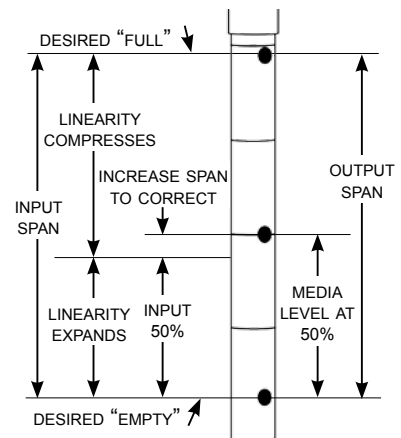 DESIRED “FULL”
LINEARITY
COMPRESSES
INCREASE SPAN
TO CORRECT
INPUT
SPAN
OUTPUT
SPAN
LINEARITY
EXPANDS
INPUT
50%
MEDIA
LEVEL AT
50%
DESIRED “EMPTY”